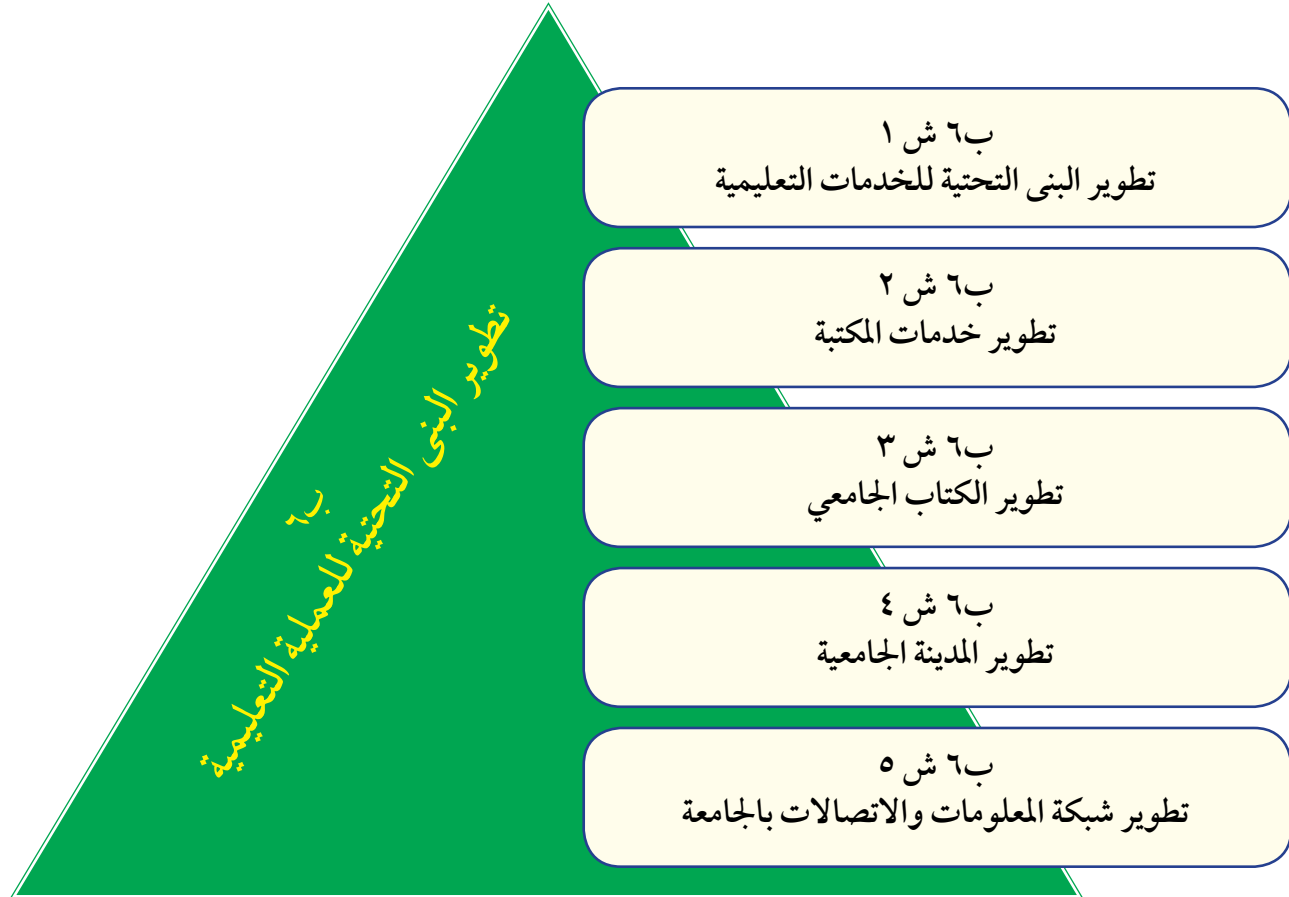 ب٦ ش ١
تطوير البنى التحتية للخدمات التعليمية
ب٦ ش ٢
تطوير خدمات المكتبة
ب٦ ش ٣
تطوير الكتاب الجامعي
ب٦ ش ٤
تطوير المدينة الجامعية
ب٦ ش ٥
تطوير شبكة المعلومات والاتصالات بالجامعة
ب٦
تطوير البنى التحتية للعملية التعليمية